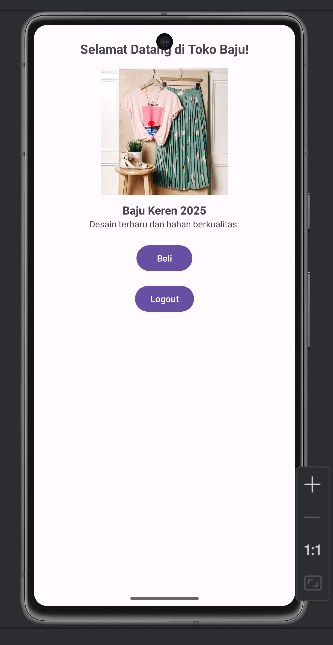 Selamat Datang di Toko Baju!
Baju Keren 2025
Desain terbaru dan bahan berkualitas.
Beli
Logout
1:1